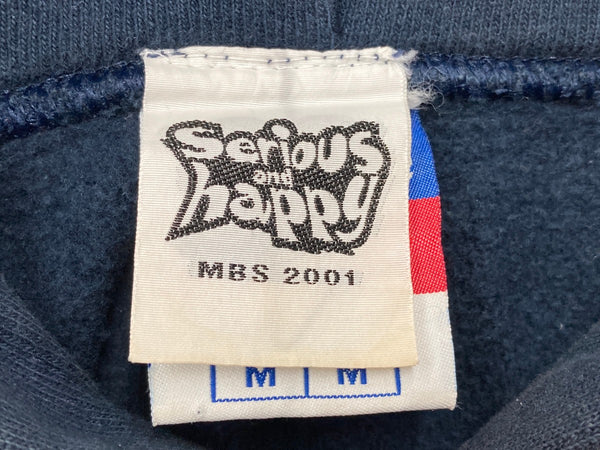 Serious
and
happy
MBS 2001
M M